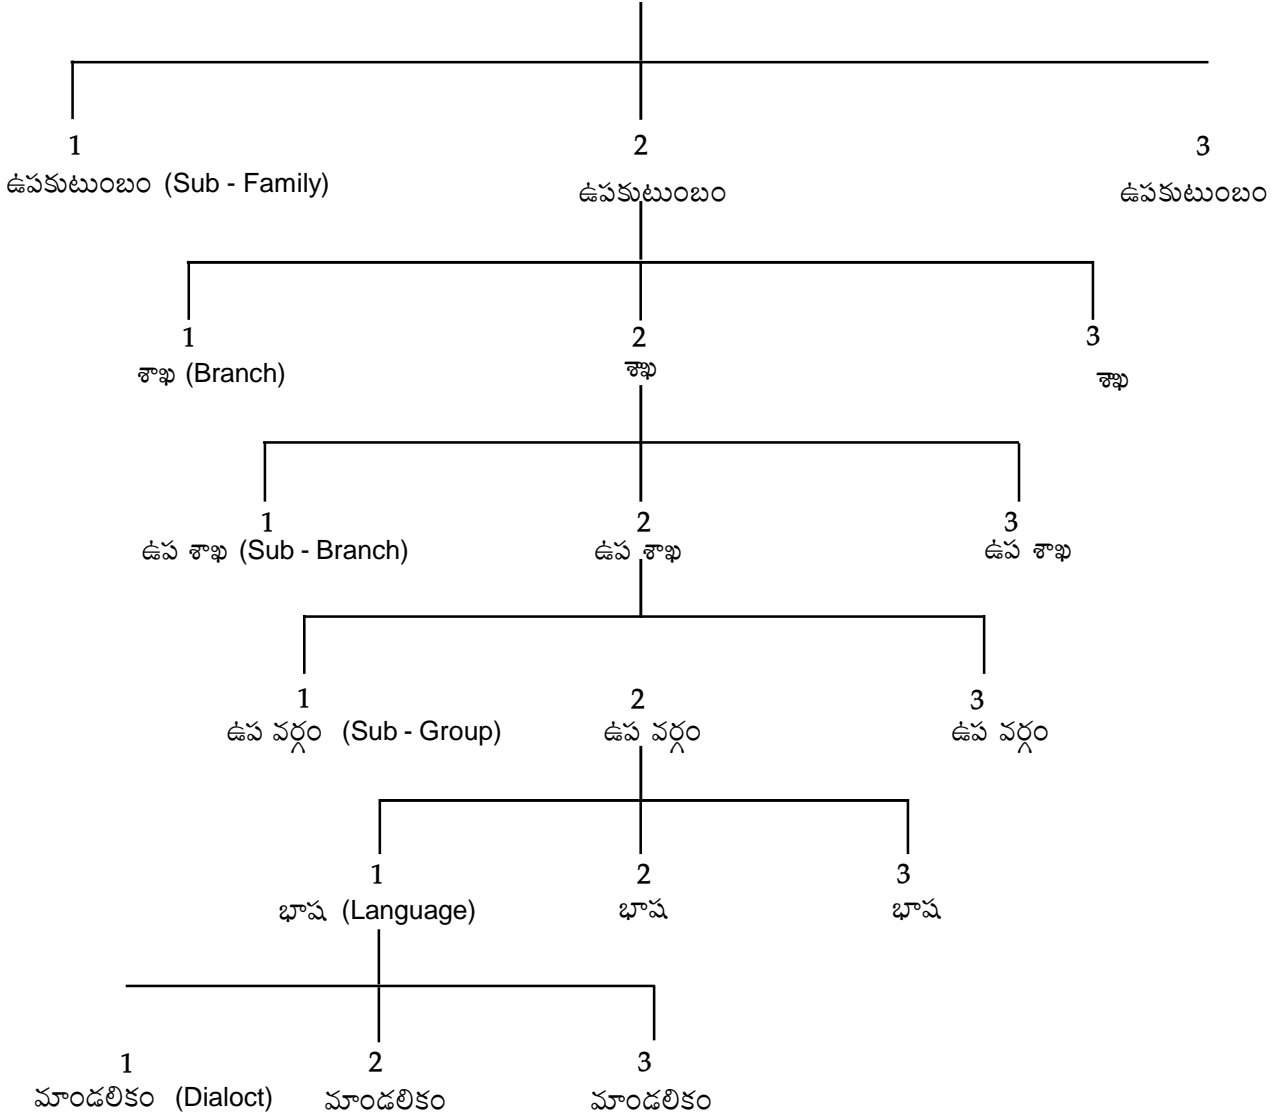 1 2 3
ఉపకుటుంబం (Sub - Family) ఉపకుటుంబం ఉపకుటుంబం
1 2 3
శాఖ (Branch) శాఖ శాఖ
1 2 3
ఉప శాఖ (Sub - Branch) ఉప శాఖ ఉప శాఖ
1 2 3
ఉప వర్గం (Sub - Group) ఉప వర్గం ఉప వర్గం
1 2 3
భాష (Language) భాష భాష
1 2 3
మాండలికం (Dialoct) మాండలికం మాండలికం